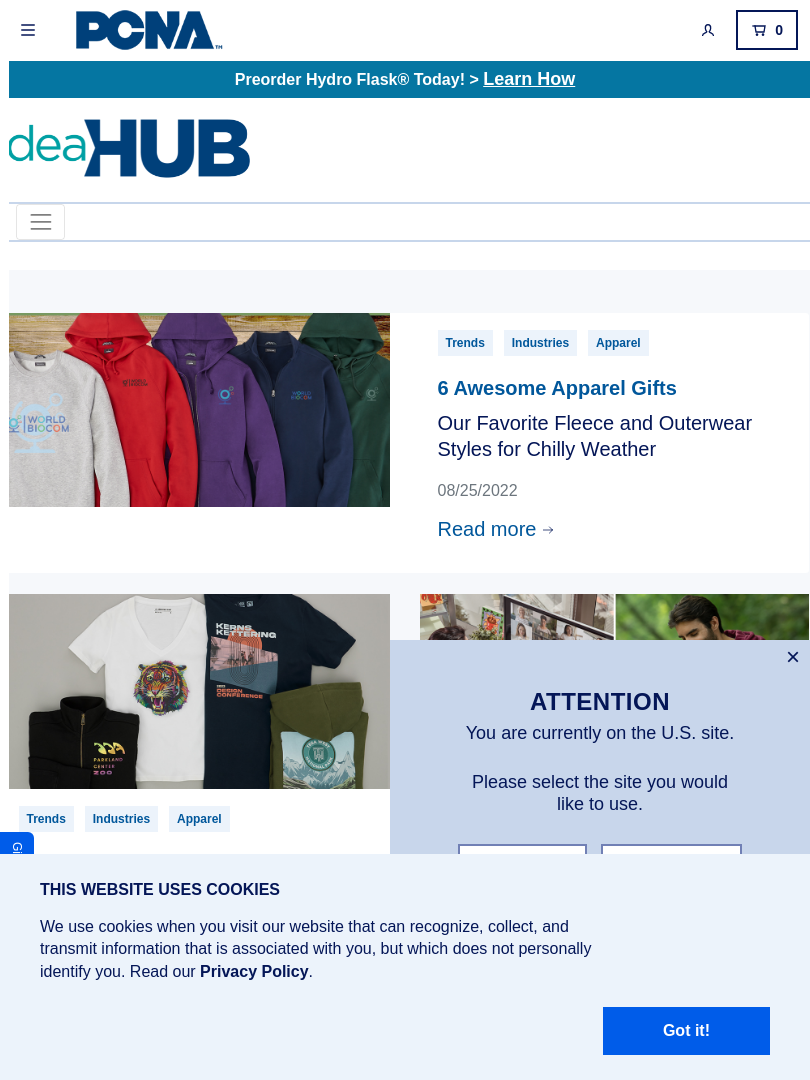 PCNA™
0
Preorder Hydro Flask® Today! > Learn How
deaHUB
Trends Industries Apparel
6 Awesome Apparel Gifts
Our Favorite Fleece and Outerwear
Styles for Chilly Weather
08/25/2022
Read more
WORLD
BIOCOM
WORLD
BIOCOM
KERNS
KETTERING
DESIGN
CONFERENCE
PARKLAND
CENTER
ZOO
Trends Industries Apparel
ATTENTION
You are currently on the U.S. site.
Please select the site you would
like to use.
THIS WEBSITE USES COOKIES
We use cookies when you visit our website that can recognize, collect, and
transmit information that is associated with you, but which does not personally
identify you. Read our Privacy Policy.
Got it!